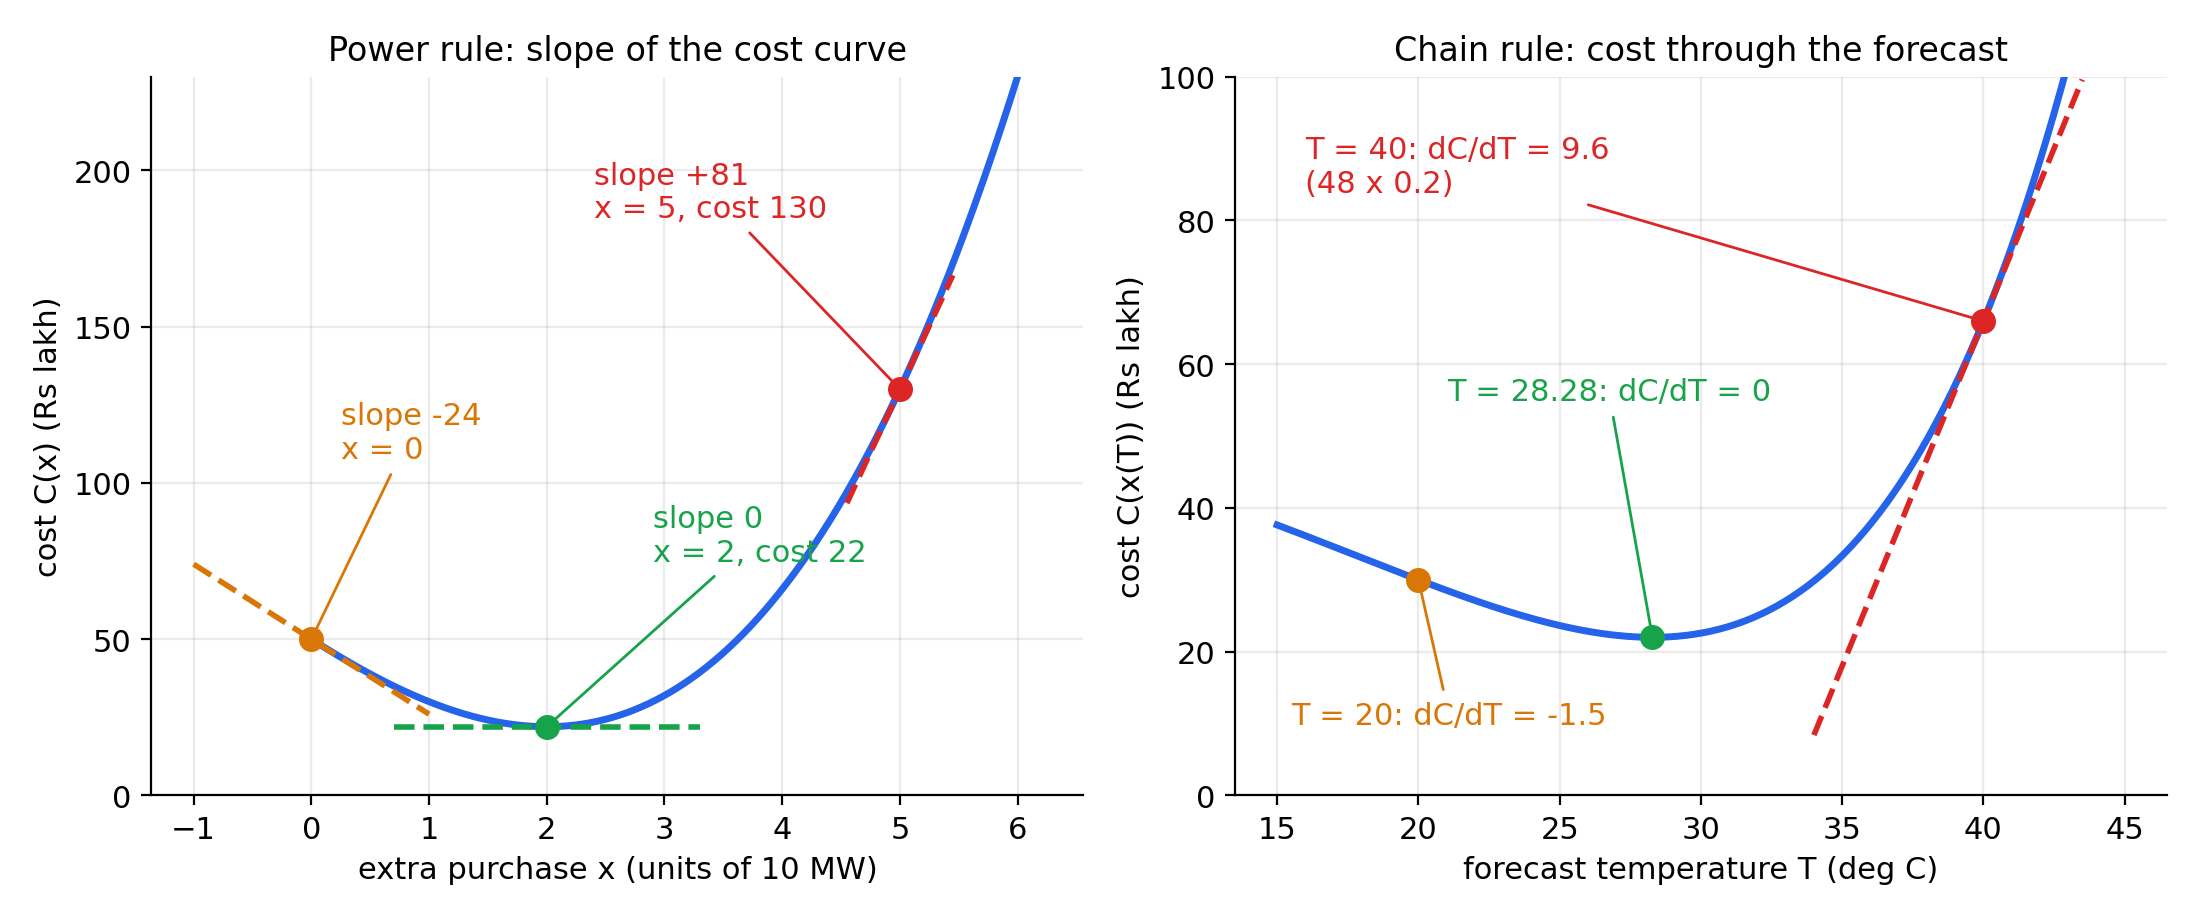 Power rule: slope of the cost curve
cost C(x) (Rs lakh)
200
150
100
50
0
slope +81
x = 5, cost 130
slope -24
x = 0
slope 0
x = 2, cost 22
−1 0 1 2 3 4 5 6
extra purchase x (units of 10 MW)
Chain rule: cost through the forecast
cost C(x(T)) (Rs lakh)
100
80
60
40
20
0
T = 40: dC/dT = 9.6
(48 x 0.2)
T = 28.28: dC/dT = 0
T = 20: dC/dT = -1.5
15 20 25 30 35 40 45
forecast temperature T (deg C)